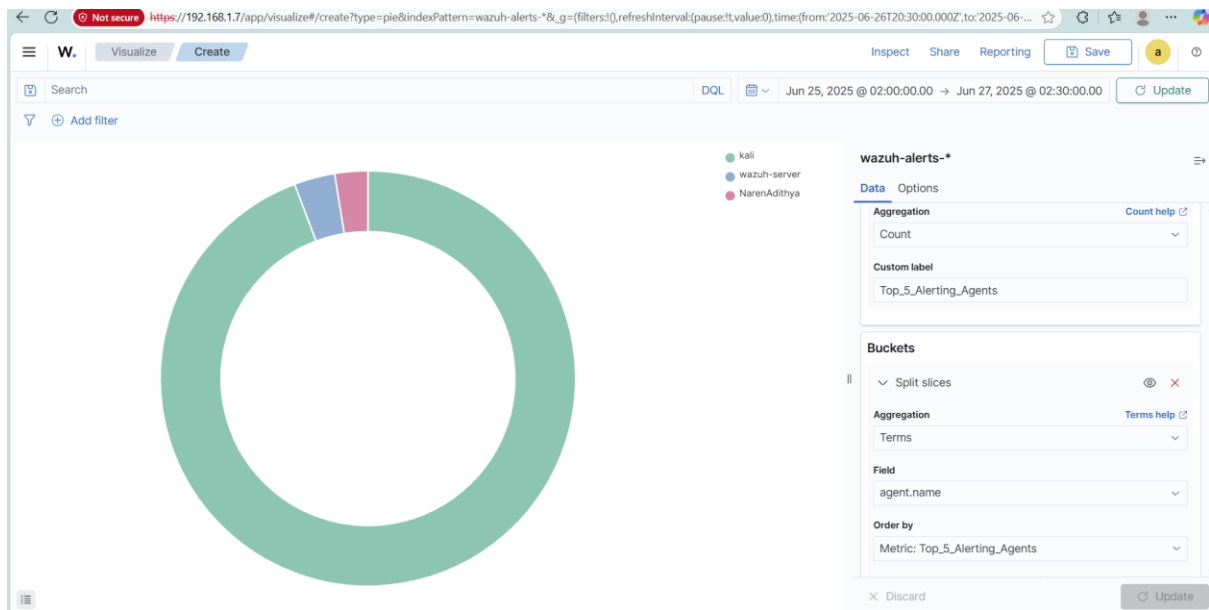 Not secure https://192.168.1.7/app/visualize#/create?type=pie&indexPattern=wazuh-alerts-*&_g=(filters:!(),refreshInterval:(pause:!t,value:0),time:(from:'2025-06-26T20:30:00.000Z',to:'2025-06-...
W. Visualize Create Inspect Share Reporting Save a
Search DQL Jun 25, 2025 @ 02:00:00.00 → Jun 27, 2025 @ 02:30:00.00 Update
Add filter
kali
wazuh-server
NarenAdithya
wazuh-alerts-*
Data Options
Aggregation Count help
Count
Custom label
Top_5_Alerting_Agents
Buckets
Split slices
Aggregation Terms help
Terms
Field
agent.name
Order by
Metric: Top_5_Alerting_Agents
Discard Update